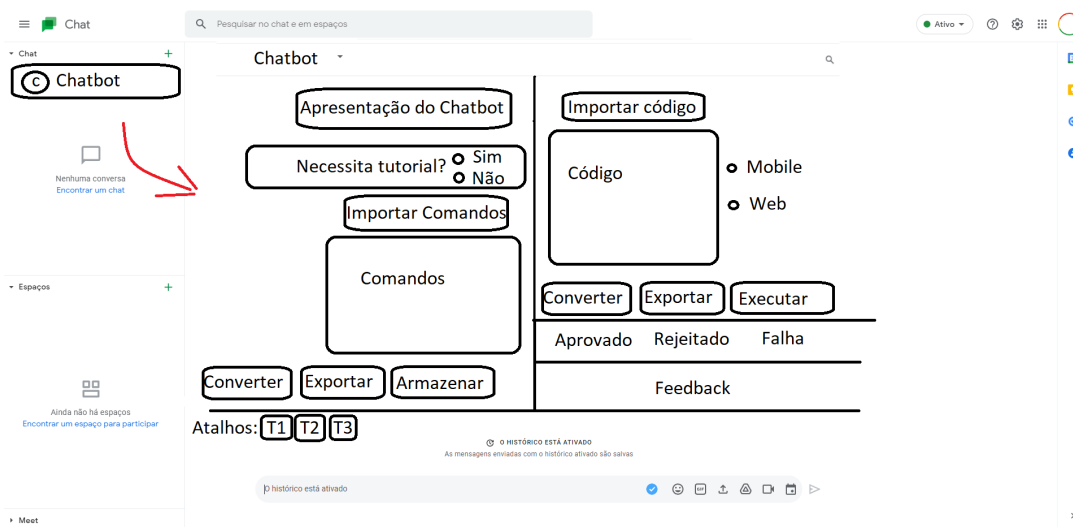 Chat
Pesquisar no chat e em espaços
Ativo
Chat
C Chatbot
Nenhuma conversa
Encontrar um chat
Espaços
Ainda não há espaços
Encontrar um espaço para participar
Meet
Chatbot
Apresentação do Chatbot
Necessita tutorial?
Sim
Não
Importar Comandos
Comandos
Converter
Exportar
Armazenar
Importar código
Código
Mobile
Web
Converter
Exportar
Executar
Aprovado
Rejeitado
Falha
Feedback
Atalhos: T1 T2 T3
O HISTÓRICO ESTÁ ATIVADO
As mensagens enviadas com o histórico ativado são salvas
O histórico está ativado
GIF